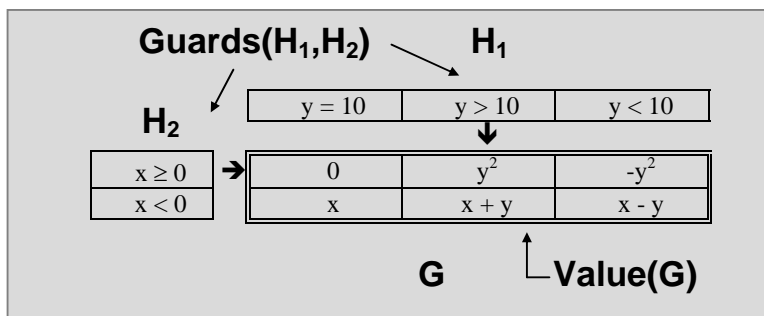 Guards(H₁,H₂) H₁
y = 10 y > 10 y < 10
H₂
x ≥ 0 0 y² -y²
x < 0 x x + y x - y
G Value(G)